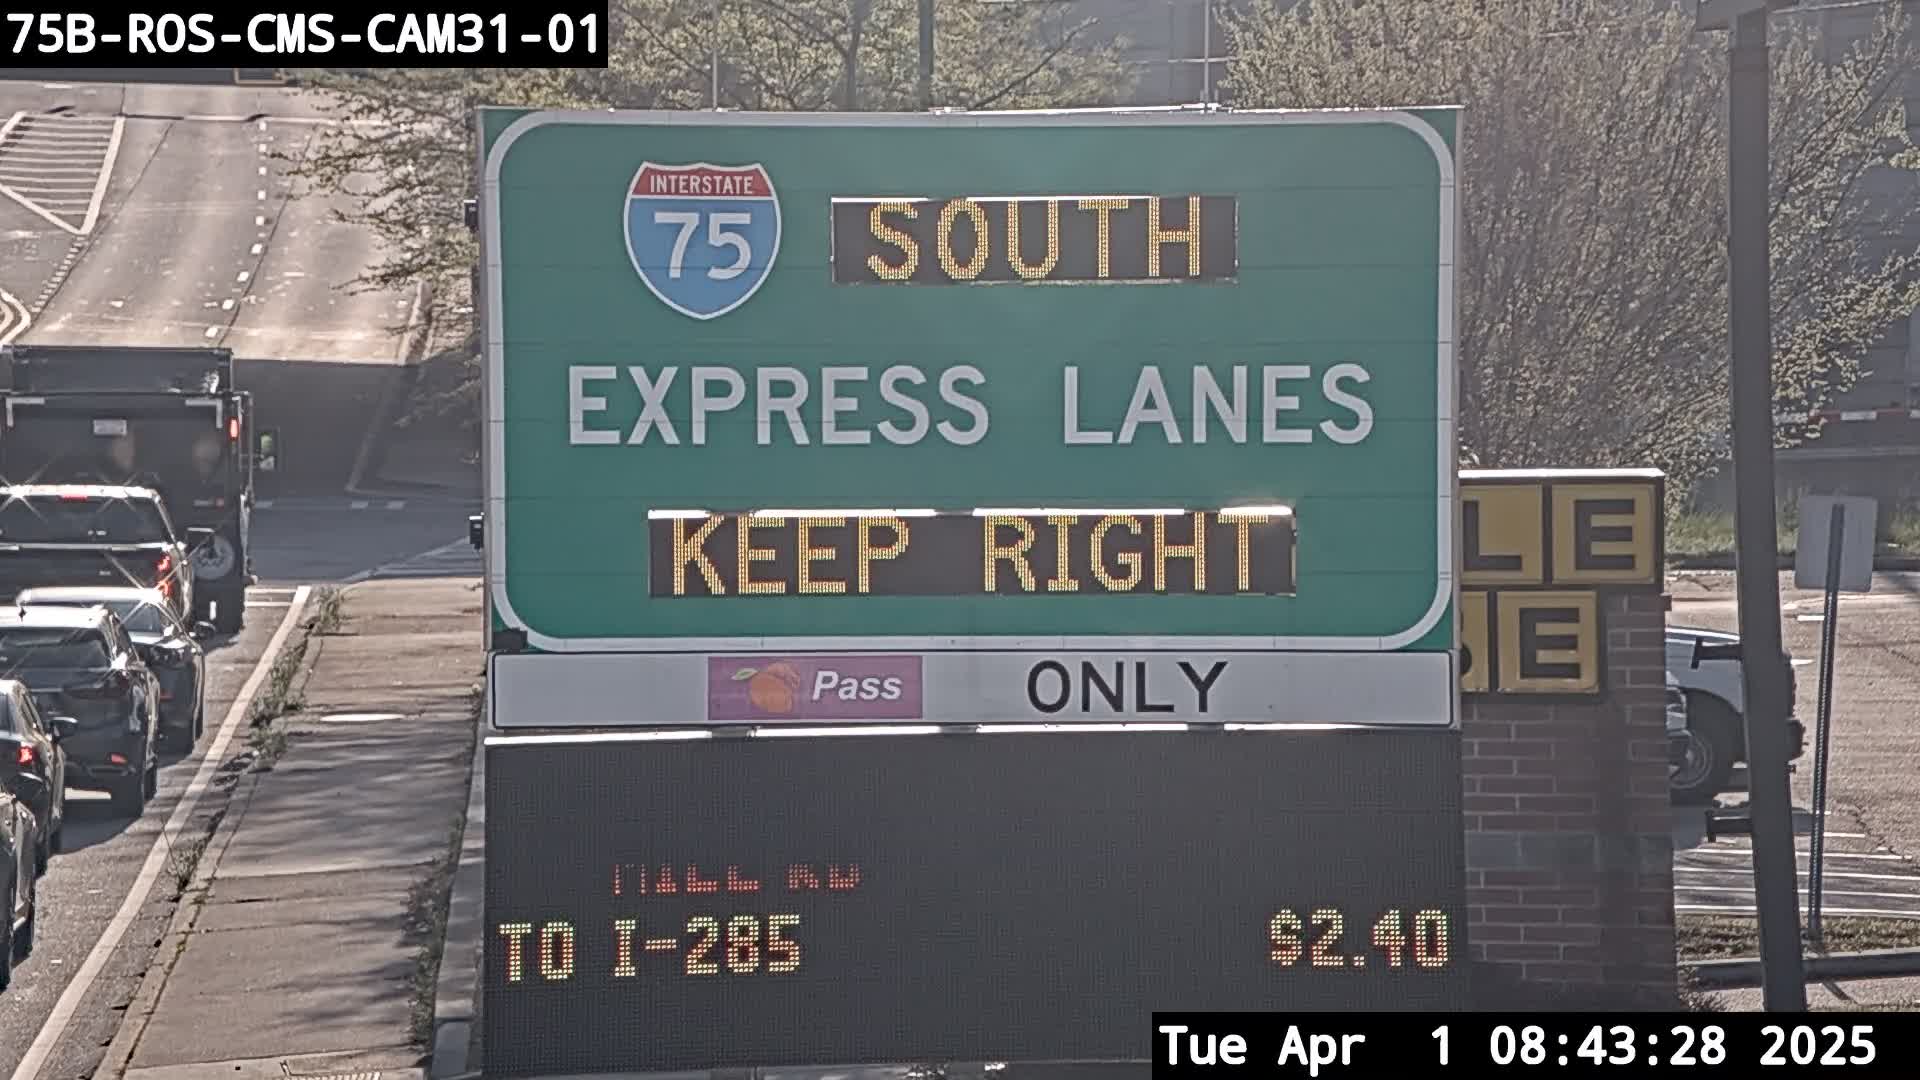 75B-ROS-CMS-CAM31-01
INTERSTATE
75
SOUTH
EXPRESS LANES
KEEP RIGHT
Pass
ONLY
LE
E
TO I-285
$2.40
Tue Apr 1 08:43:28 2025